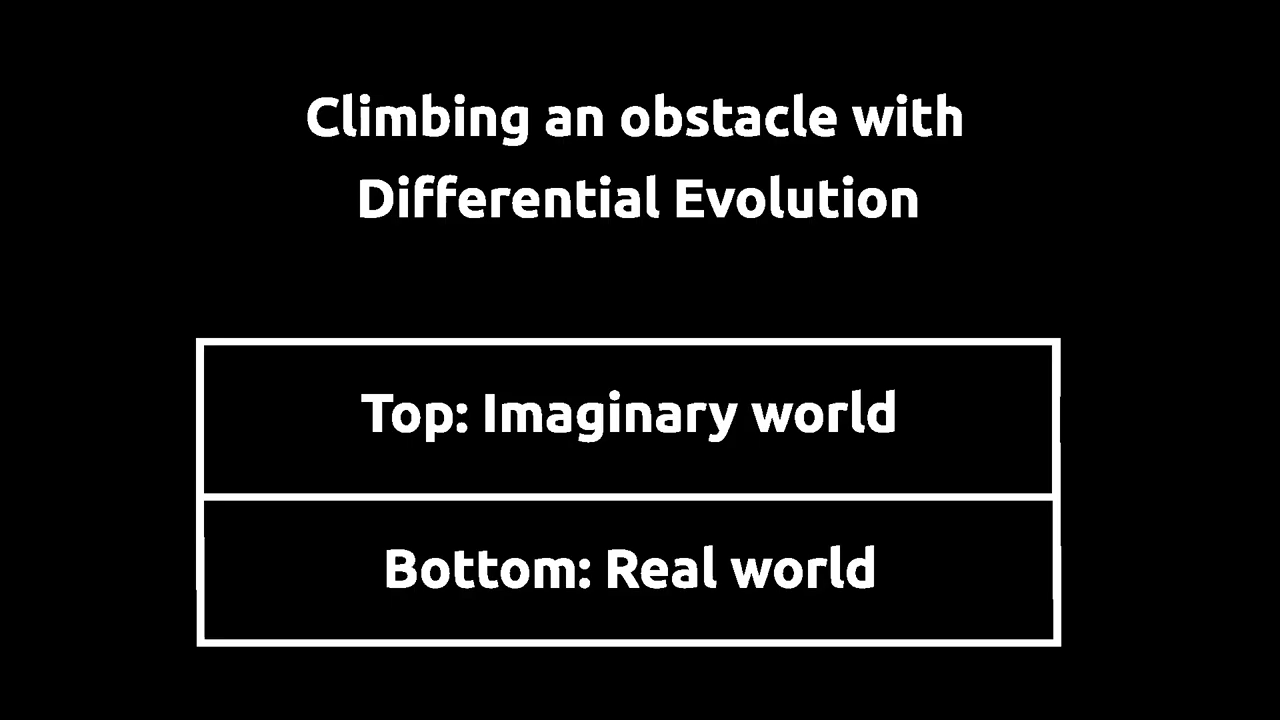 Climbing an obstacle with
Differential Evolution
Top: Imaginary world
Bottom: Real world